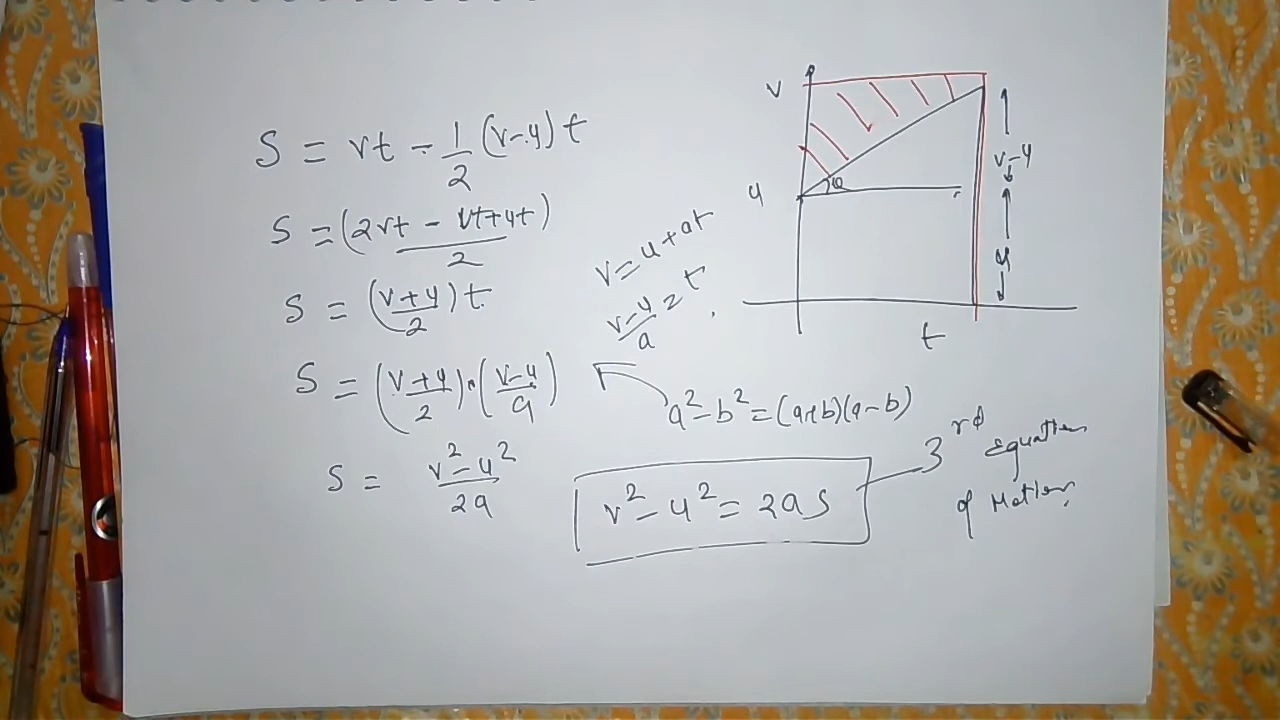 S = vt - 1/2 (v-u)t
S = (2vt - vt+ut)/2
S = (v+u)/2 t
S = (v+u/2)·(v-u/a)
S = v²-u²/2a
v = u+at
v-u/a = t
a²-b² = (a+b)(a-b)
v²-u² = 2as
3rd Equation
of Motion
v
u
θ
v-u
u
t